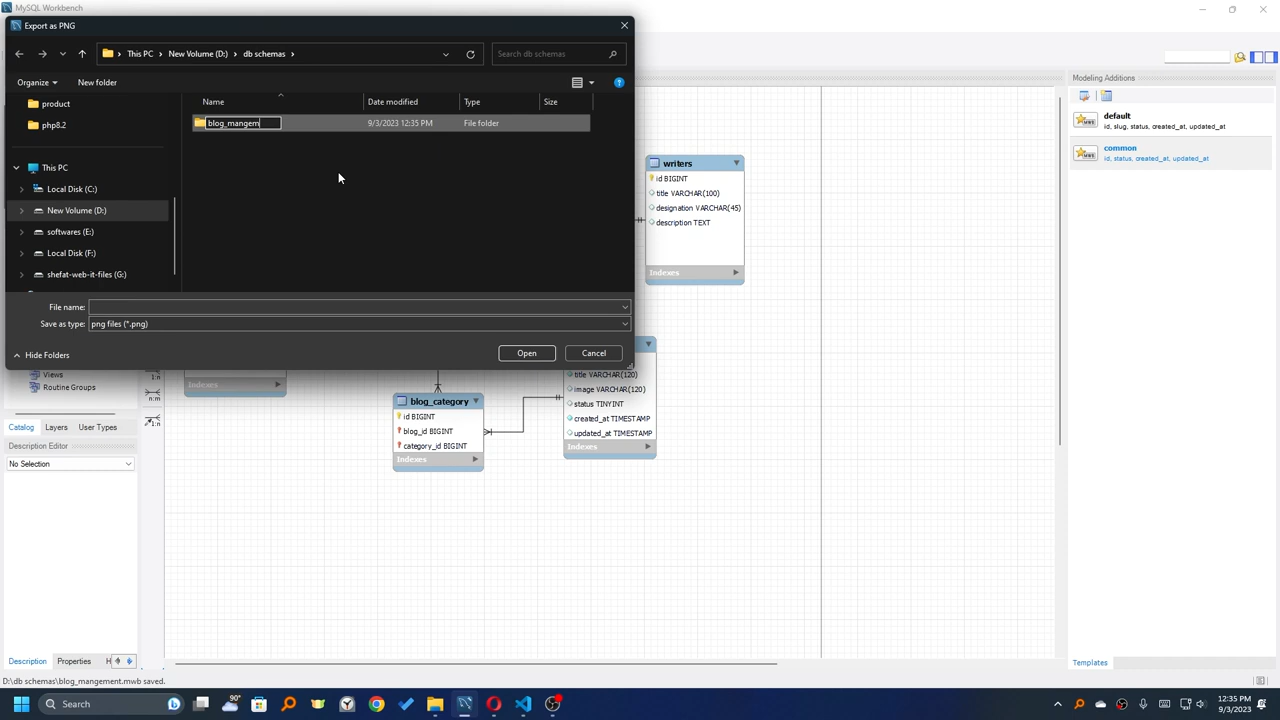 MySQL Workbench
Export as PNG
This PC
New Volume (D:)
db schemas
Search db schemas
Organize
New folder
Name
Date modified
Type
Size
product
php8.2
This PC
Local Disk (C:)
New Volume (D:)
softwares (E:)
Local Disk (F:)
shefat-web-it-files (G:)
blog_mangem
9/3/2023 12:35 PM
File folder
File name:
Save as type:
png files (*.png)
Hide Folders
Open
Cancel
writers
id BIGINT
title VARCHAR(100)
designation VARCHAR(45)
description TEXT
Indexes
title VARCHAR(120)
image VARCHAR(120)
status TINYINT
created_at TIMESTAMP
updated_at TIMESTAMP
Indexes
Indexes
blog_category
id BIGINT
blog_id BIGINT
category_id BIGINT
Indexes
Views
Routine Groups
1:n
n:m
1:n
Catalog
Layers
User Types
Description Editor
No Selection
Description
Properties
H
Modeling Additions
default
id, slug, status, created_at, updated_at
common
id, status, created_at, updated_at
Templates
D:\db schemas\blog_mangement.mwb saved.
Search
90°
12:35 PM
9/3/2023